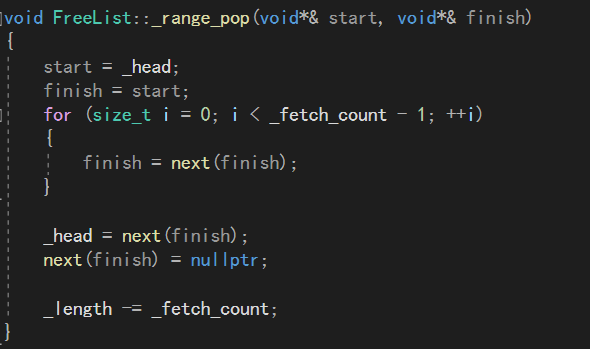 void FreeList::_range_pop(void*& start, void*& finish)
{
start = _head;
finish = start;
for (size_t i = 0; i < _fetch_count - 1; ++i)
{
finish = next(finish);
}
_head = next(finish);
next(finish) = nullptr;
_length -= _fetch_count;
}